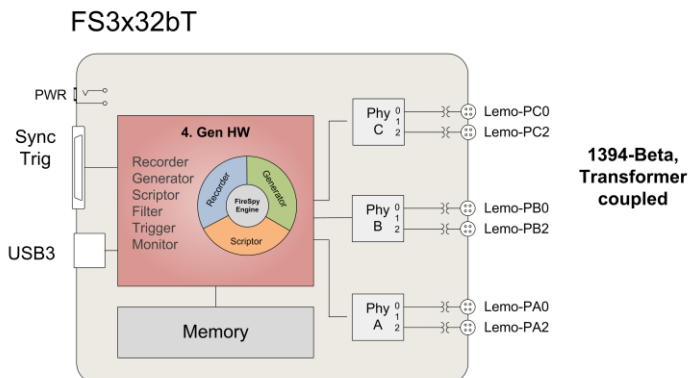 FS3x32bT
PWR
Sync
Trig
USB3
4. Gen HW
Recorder
Generator
Scriptor
Filter
Trigger
Monitor
Recorder
Generator
FireSpy
Engine
Scriptor
Memory
Phy
C
0
1
2
Lemo-PC0
Lemo-PC2
Phy
B
0
1
2
Lemo-PB0
Lemo-PB2
Phy
A
0
1
2
Lemo-PA0
Lemo-PA2
1394-Beta,
Transformer
coupled